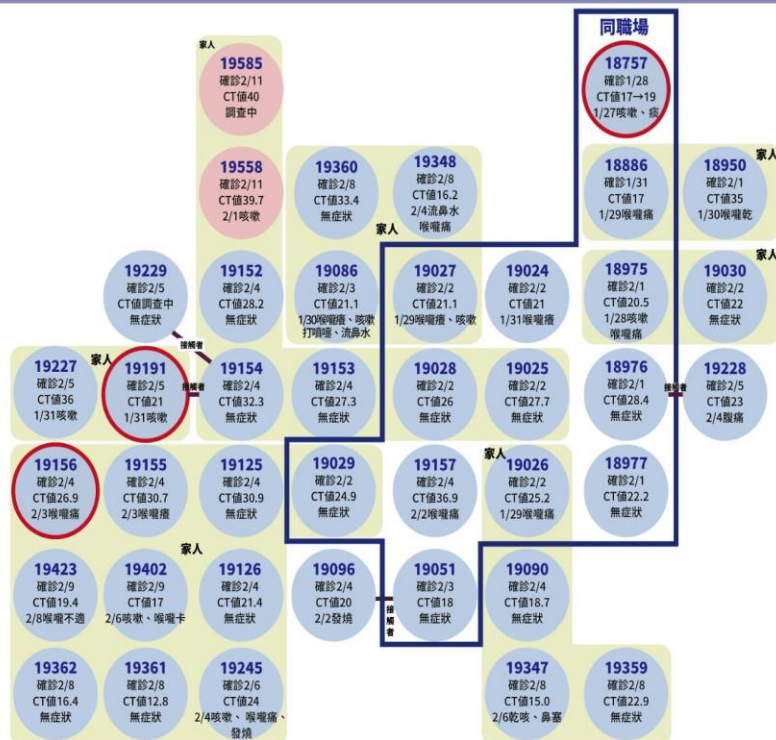 同職場
家人
19585
確診2/11
CT值40
調查中
18757
確診1/28
CT值17→19
1/27咳嗽、痰
19558
確診2/11
CT值39.7
2/1咳嗽
19360
確診2/8
CT值33.4
無症狀
19348
確診2/8
CT值16.2
2/4流鼻水
喉嚨痛
家人
18886
確診1/31
CT值17
1/29喉嚨痛
18950
確診2/1
CT值35
1/30喉嚨乾
家人
19229
確診2/5
CT值調查中
無症狀
19152
確診2/4
CT值28.2
無症狀
19086
確診2/3
CT值21.1
1/30喉嚨癢、咳嗽
打噴嚏、流鼻水
19027
確診2/2
CT值21.1
1/29喉嚨癢、咳嗽
19024
確診2/2
CT值21
1/31喉嚨癢
18975
確診2/1
CT值20.5
1/28咳嗽
喉嚨痛
19030
確診2/2
CT值22
無症狀
家人
接觸者
19227
確診2/5
CT值36
1/31咳嗽
家人
19191
確診2/5
CT值21
1/31咳嗽
接觸者
19154
確診2/4
CT值32.3
無症狀
19153
確診2/4
CT值27.3
無症狀
19028
確診2/2
CT值26
無症狀
19025
確診2/2
CT值27.7
無症狀
18976
確診2/1
CT值28.4
無症狀
接觸者
19228
確診2/5
CT值23
2/4腹痛
19156
確診2/4
CT值26.9
2/3喉嚨痛
19155
確診2/4
CT值30.7
2/3喉嚨癢
19125
確診2/4
CT值30.9
無症狀
19029
確診2/2
CT值24.9
無症狀
19157
確診2/4
CT值36.9
2/2喉嚨痛
家人
19026
確診2/2
CT值25.2
1/29喉嚨痛
18977
確診2/1
CT值22.2
無症狀
家人
19423
確診2/9
CT值19.4
2/8喉嚨不適
19402
確診2/9
CT值17
2/6咳嗽、喉嚨卡
19126
確診2/4
CT值21.4
無症狀
19096
確診2/4
CT值20
2/2發燒
接觸者
19051
確診2/3
CT值18
無症狀
19090
確診2/4
CT值18.7
無症狀
19362
確診2/8
CT值16.4
無症狀
19361
確診2/8
CT值12.8
無症狀
19245
確診2/6
CT值24
2/4咳嗽、喉嚨痛、
發燒
19347
確診2/8
CT值15.0
2/6乾咳、鼻塞
19359
確診2/8
CT值22.9
無症狀